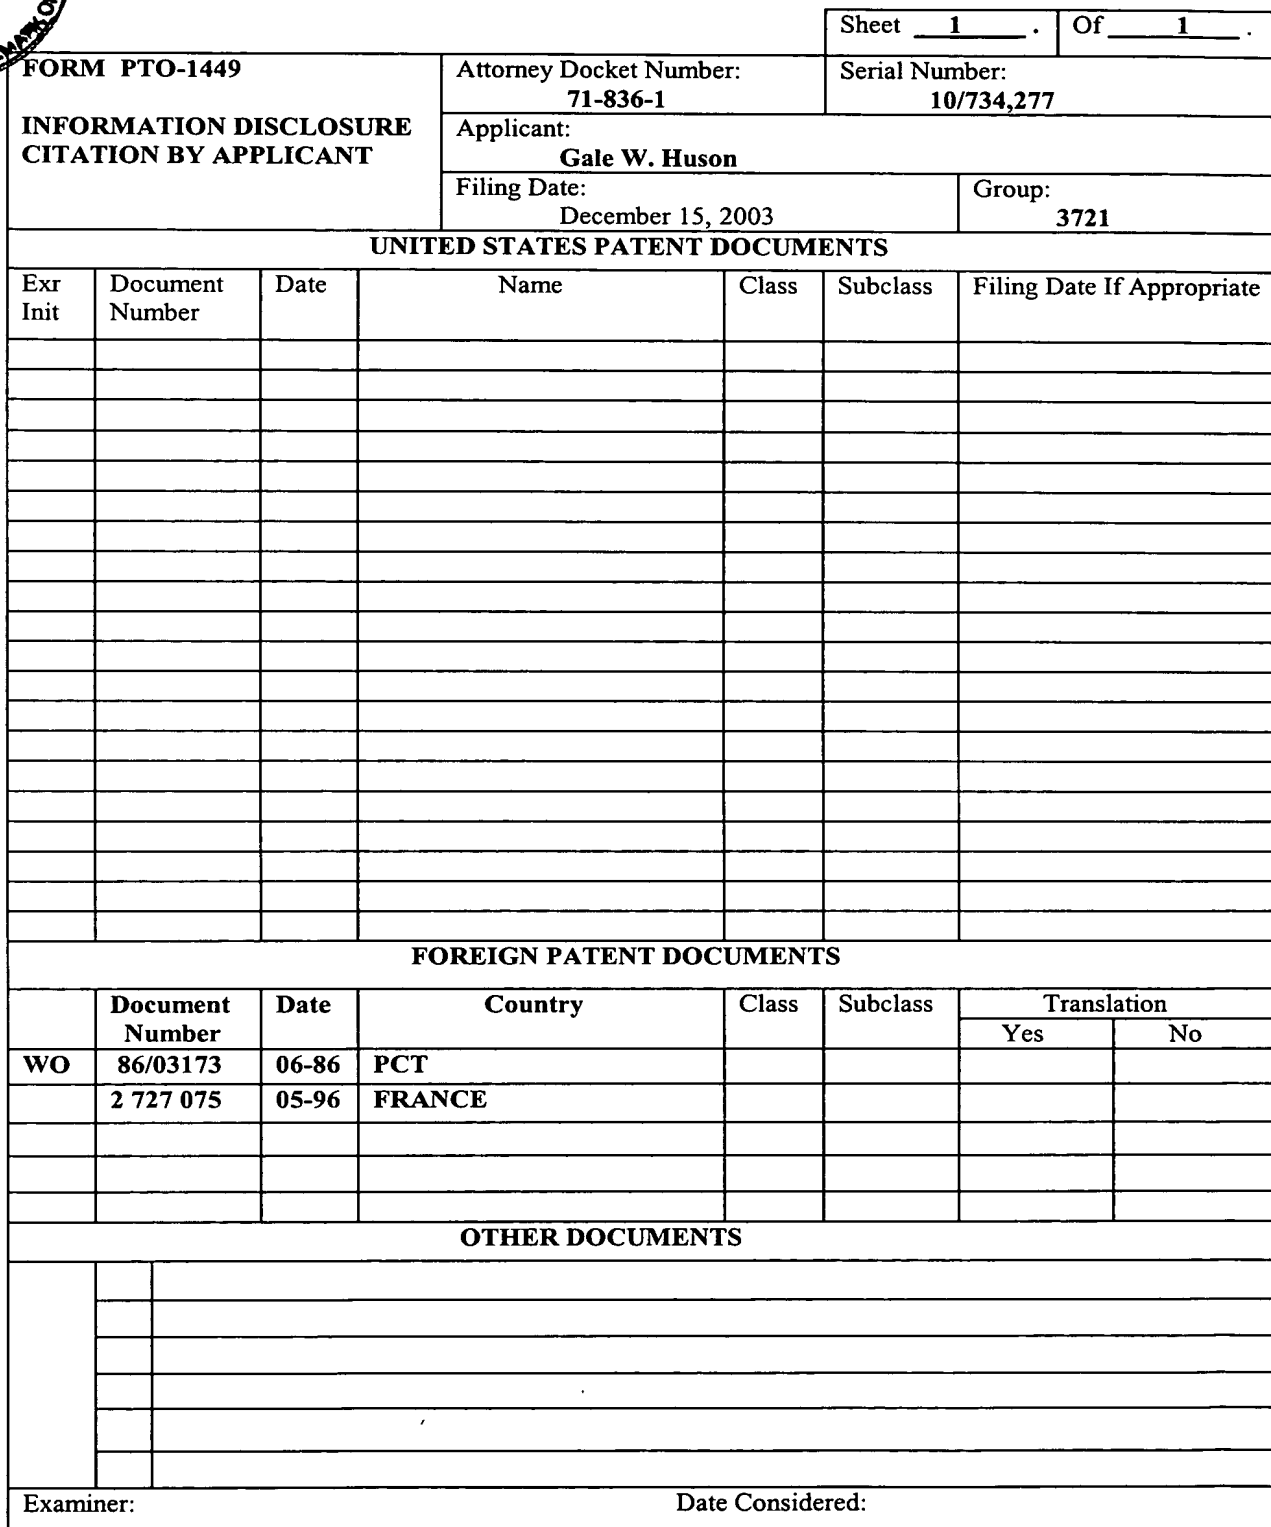 Sheet 1 . Of 1 .
FORM PTO-1449
INFORMATION DISCLOSURE
CITATION BY APPLICANT
Attorney Docket Number:
71-836-1
Serial Number:
10/734,277
Applicant:
Gale W. Huson
Filing Date:
December 15, 2003
Group:
3721
UNITED STATES PATENT DOCUMENTS
Exr
Init
Document
Number
Date
Name
Class
Subclass
Filing Date If Appropriate
FOREIGN PATENT DOCUMENTS
Document
Number
Date
Country
Class
Subclass
Translation
Yes No
WO 86/03173 06-86 PCT
2 727 075 05-96 FRANCE
OTHER DOCUMENTS
Examiner: Date Considered: